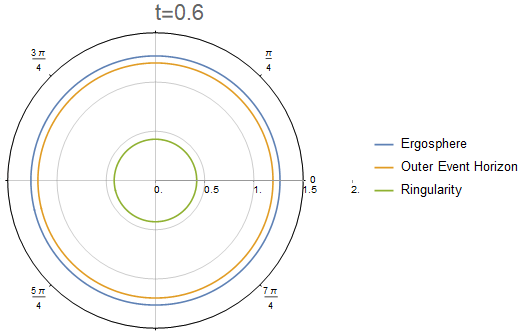 t=0.6
3 π
4
π
4
Ergosphere
Outer Event Horizon
Ringularity
0
0. 0.5 1. 1.5 2.
5 π
4
7 π
4